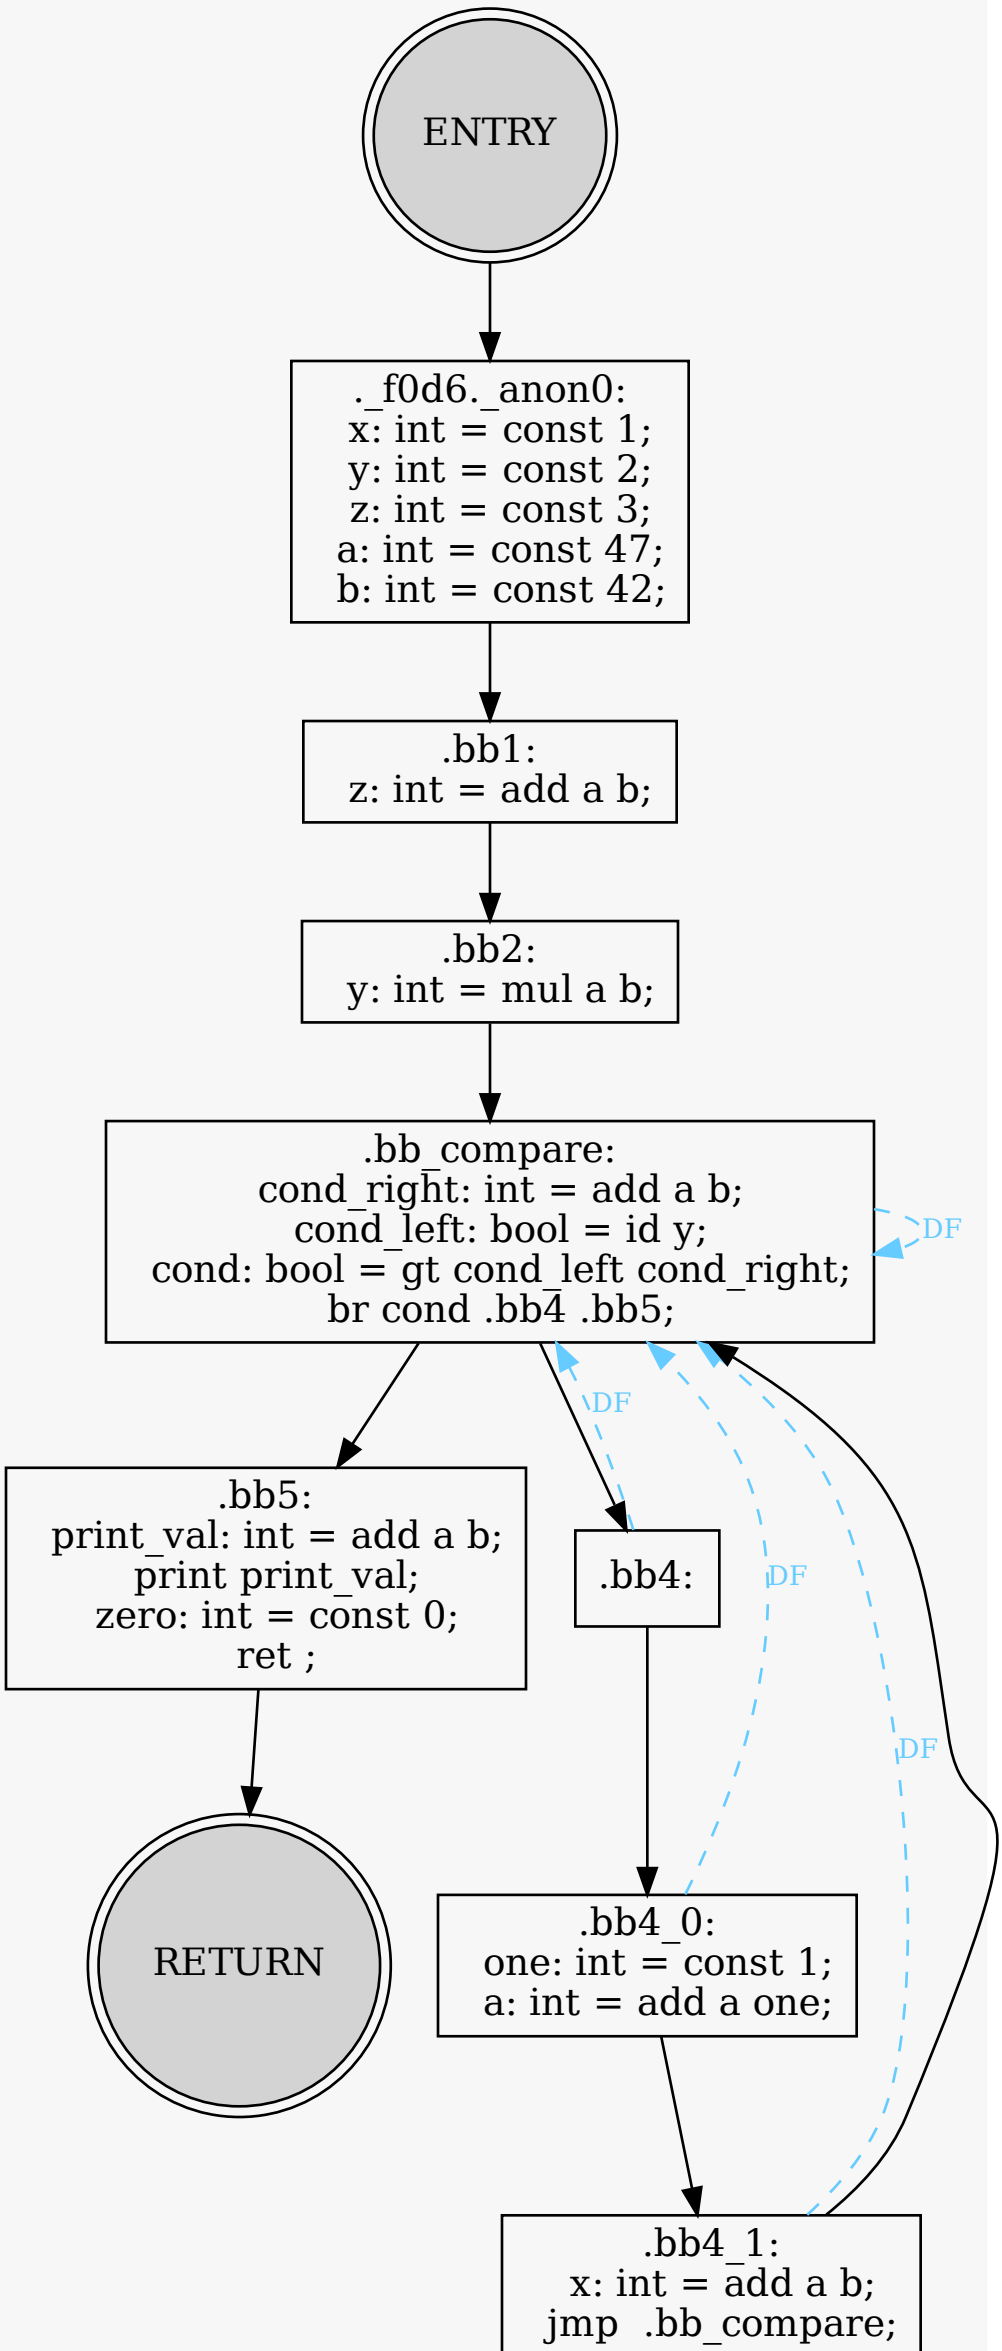 ENTRY
._f0d6._anon0:
x: int = const 1;
y: int = const 2;
z: int = const 3;
a: int = const 47;
b: int = const 42;
.bb1:
z: int = add a b;
.bb2:
y: int = mul a b;
.bb_compare:
cond_right: int = add a b;
cond_left: bool = id y;
cond: bool = gt cond_left cond_right;
br cond .bb4 .bb5;
DF
DF
.bb5:
print_val: int = add a b;
print print_val;
zero: int = const 0;
ret ;
.bb4:
DF
DF
RETURN
.bb4_0:
one: int = const 1;
a: int = add a one;
.bb4_1:
x: int = add a b;
jmp  .bb_compare;